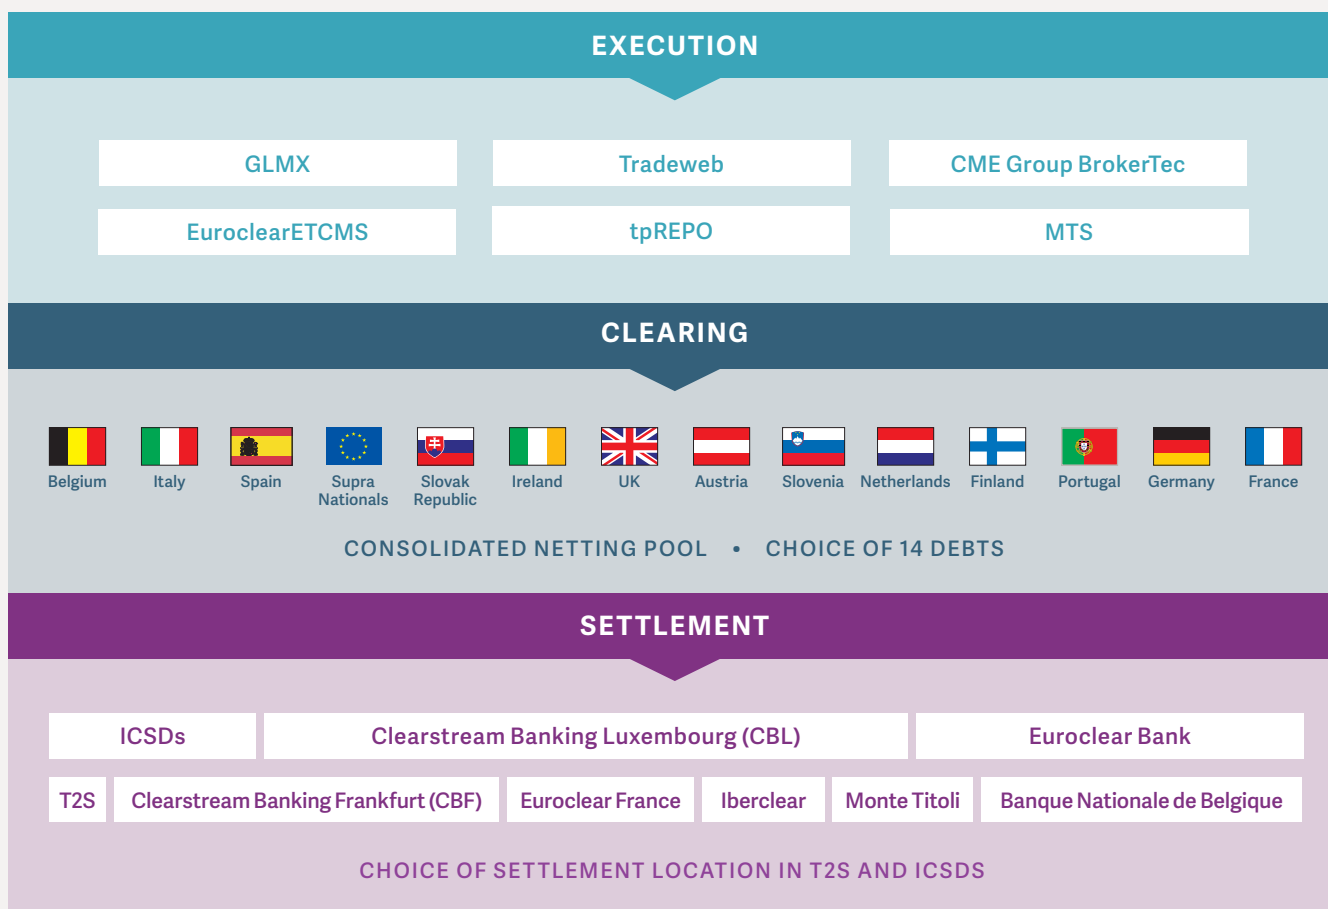 EXECUTION
GLMX
Tradeweb
CME Group BrokerTec
EuroclearETCMS
tpREPO
MTS
CLEARING
Belgium
Italy
Spain
Supra
Nationals
Slovak
Republic
Ireland
UK
Austria
Slovenia
Netherlands
Finland
Portugal
Germany
France
CONSOLIDATED NETTING POOL • CHOICE OF 14 DEBTS
SETTLEMENT
ICSDs
Clearstream Banking Luxembourg (CBL)
Euroclear Bank
T2S
Clearstream Banking Frankfurt (CBF)
Euroclear France
Iberclear
Monte Titoli
Banque Nationale de Belgique
CHOICE OF SETTLEMENT LOCATION IN T2S AND ICSDS